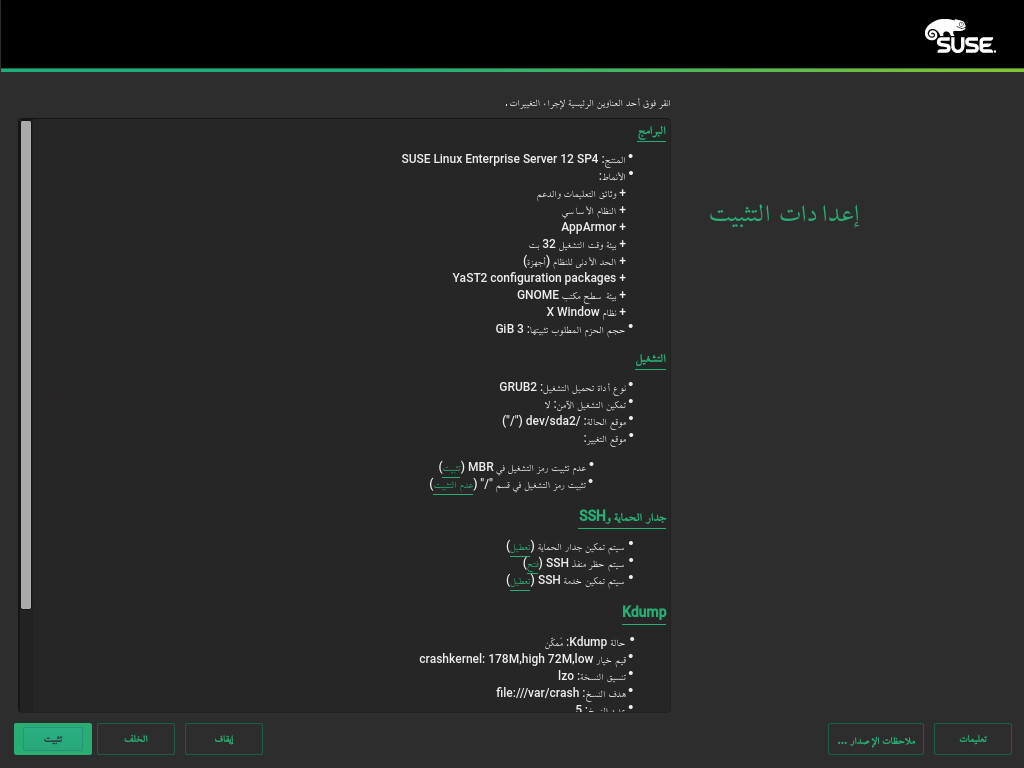 SUSE.
انقر فوق أحد العناوين الرئيسية لإجراء التغييرات.
إعدادات التثبيت
البرامج
• المنتج: SUSE Linux Enterprise Server 12 SP4
• الأنماط:
+ وثائق التعليمات والدعم
+ النظام الأساسي
+ AppArmor
+ بيئة وقت التشغيل 32 بت
+ الحد الأدنى للنظام (أجهزة)
+ YaST2 configuration packages
+ بيئة سطح مكتب GNOME
+ نظام X Window
• حجم الحزم المطلوب تثبيتها: 3 GiB
التشغيل
• نوع أداة تحميل التشغيل: GRUB2
• تمكين التشغيل الآمن: لا
• موقع الحالة: /dev/sda2 ("/")
• موقع التغيير:
• عدم تثبيت رمز التشغيل في MBR (تثبيت)
• تثبيت رمز التشغيل في قسم "/" (عدم التثبيت)
جدار الحماية وSSH
• سيتم تمكين جدار الحماية (تعطيل)
• سيتم حظر منفذ SSH (فتح)
• سيتم تمكين خدمة SSH (تعطيل)
Kdump
• حالة Kdump: مُمكّن
• قيم خيار crashkernel: 178M,high 72M,low
• تنسيق النسخة: lzo
• هدف النسخ: file:///var/crash
• عدد النسخ: 5
تعليمات
ملاحظات الإصدار ...
إيقاف
الخلف
تثبيت